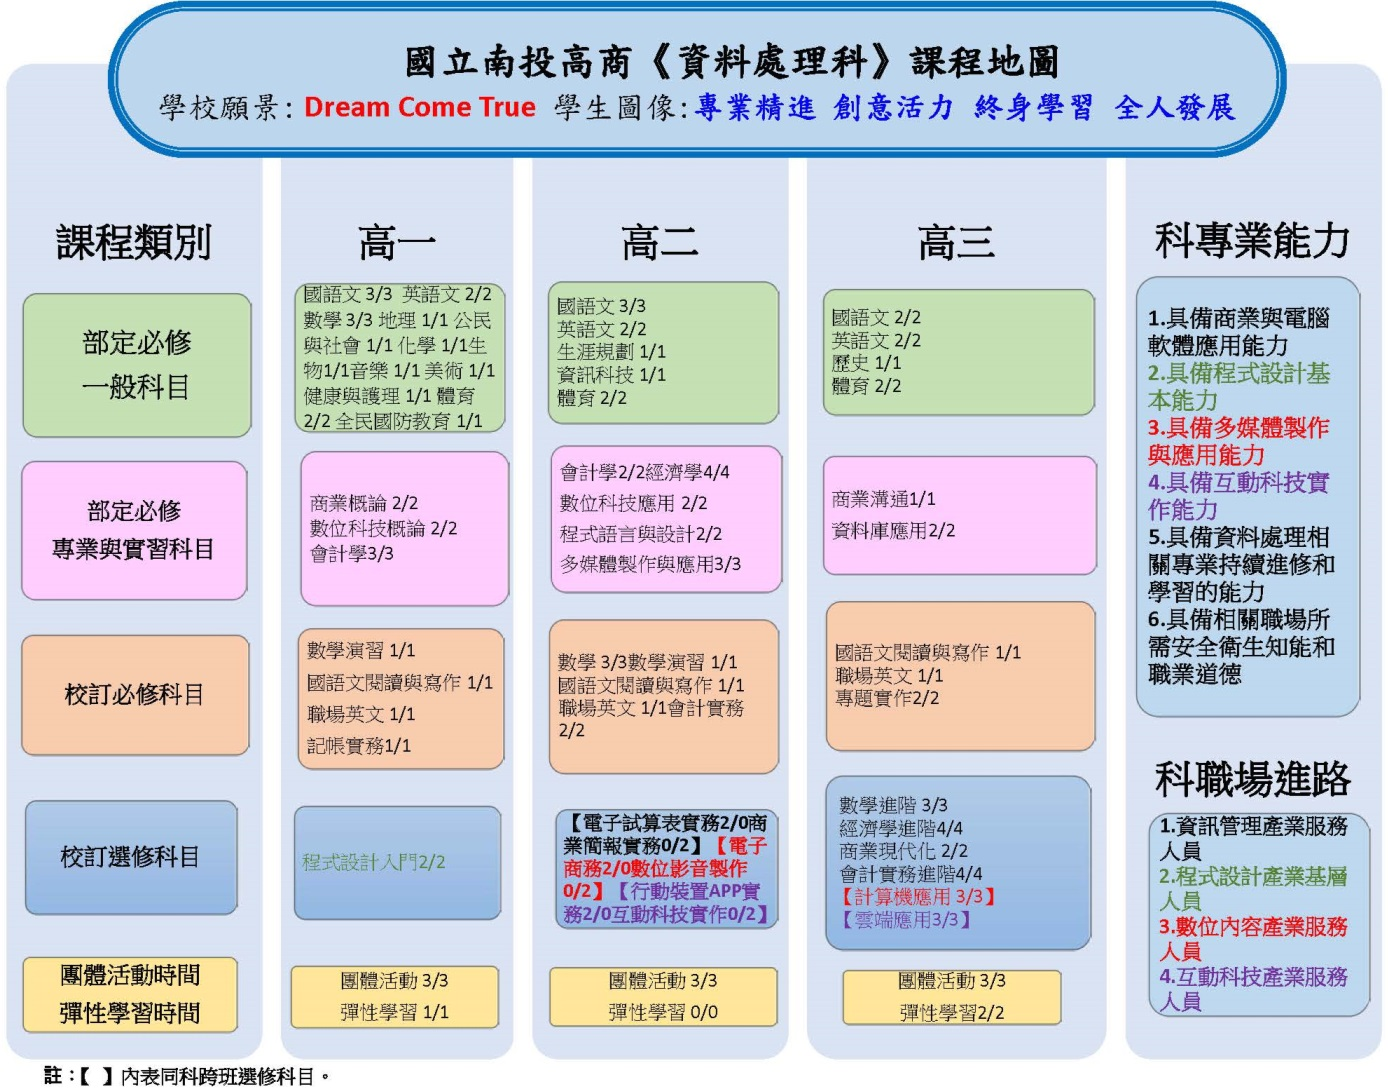 國立南投高商《資料處理科》課程地圖
學校願景: Dream Come True 學生圖像:專業精進 創意活力 終身學習 全人發展
課程類別
高一
高二
高三
科專業能力
部定必修
一般科目
國語文 3/3 英語文 2/2
數學 3/3 地理 1/1 公民
與社會 1/1 化學 1/1生
物1/1音樂 1/1 美術 1/1
健康與護理 1/1 體育
2/2 全民國防教育 1/1
國語文 3/3
英語文 2/2
生涯規劃 1/1
資訊科技 1/1
體育 2/2
國語文 2/2
英語文 2/2
歷史 1/1
體育 2/2
部定必修
專業與實習科目
商業概論 2/2
數位科技概論 2/2
會計學3/3
會計學2/2經濟學4/4
數位科技應用 2/2
程式語言與設計2/2
多媒體製作與應用3/3
商業溝通1/1
資料庫應用2/2
校訂必修科目
數學演習 1/1
國語文閱讀與寫作 1/1
職場英文 1/1
記帳實務1/1
數學 3/3數學演習 1/1
國語文閱讀與寫作 1/1
職場英文 1/1會計實務
2/2
國語文閱讀與寫作 1/1
職場英文 1/1
專題實作2/2
校訂選修科目
程式設計入門2/2
【電子試算表實務2/0商
業簡報實務0/2】【電子
商務2/0數位影音製作
0/2】【行動裝置APP實
務2/0互動科技實作0/2】
數學進階 3/3
經濟學進階4/4
商業現代化 2/2
會計實務進階4/4
【計算機應用 3/3】
【雲端應用3/3】
團體活動時間
彈性學習時間
團體活動 3/3
彈性學習 1/1
團體活動 3/3
彈性學習 0/0
團體活動 3/3
彈性學習2/2
1.具備商業與電腦
軟體應用能力
2.具備程式設計基
本能力
3.具備多媒體製作
與應用能力
4.具備互動科技實
作能力
5.具備資料處理相
關專業持續進修和
學習的能力
6.具備相關職場所
需安全衛生知能和
職業道德
科職場進路
1.資訊管理產業服務
人員
2.程式設計產業基層
人員
3.數位內容產業服務
人員
4.互動科技產業服務
人員
註：【 】內表同科跨班選修科目。